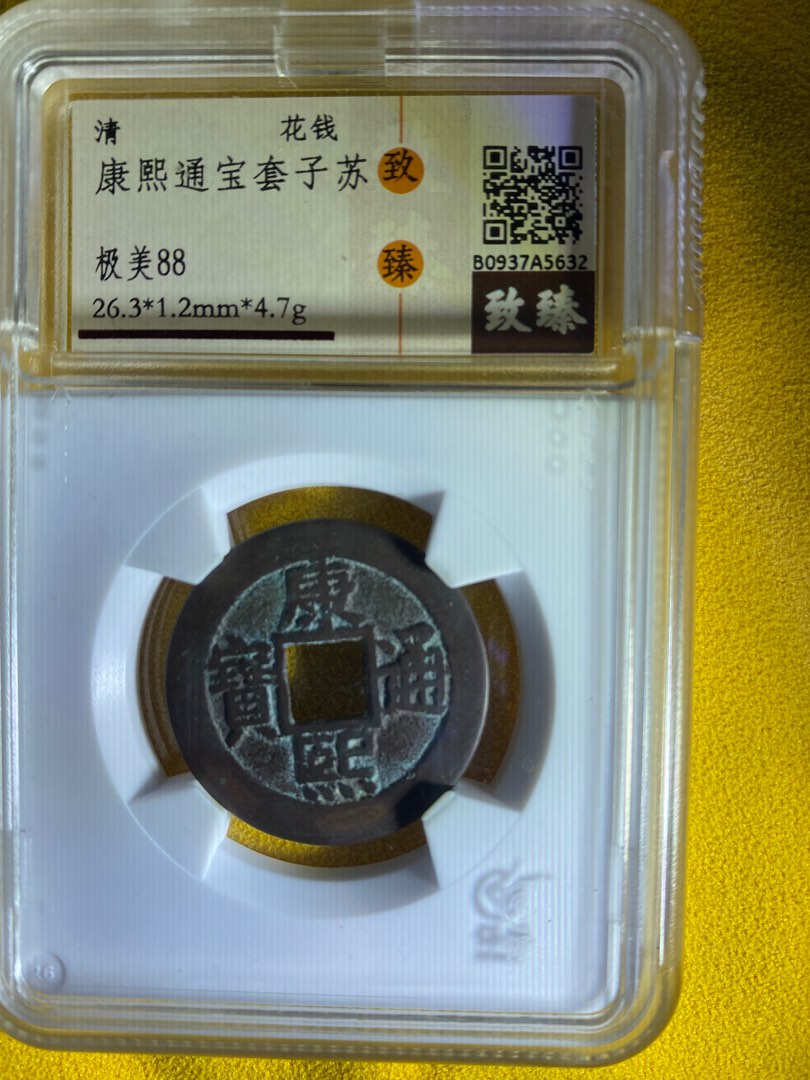 清 花钱
康熙通宝套子苏
极美88
26.3*1.2mm*4.7g
致
臻
B0937A5632
致臻
康
熙
通
寳